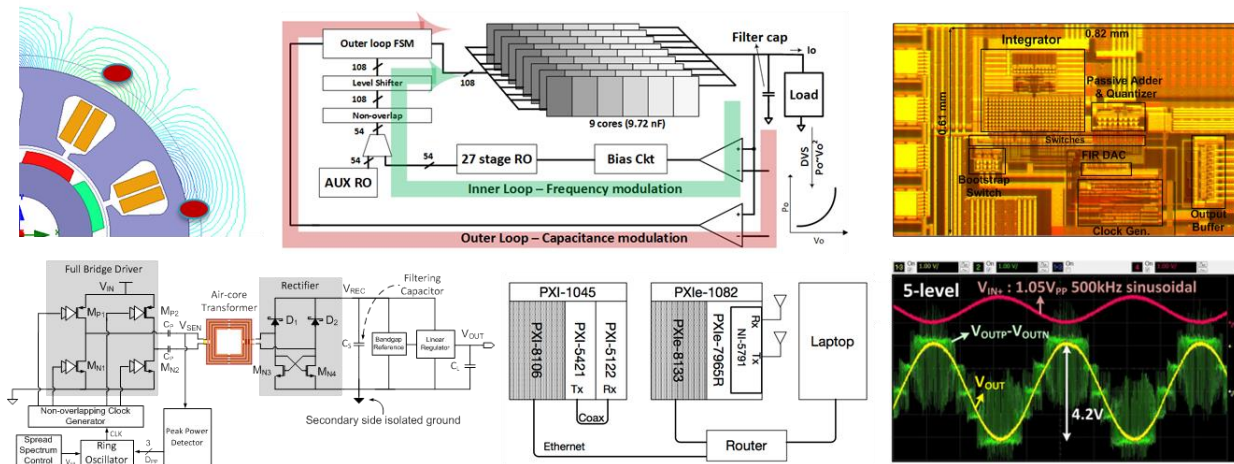 Outer loop FSM
108
Level Shifter
108
Non-overlap
54
54
AUX RO
54
27 stage RO
Bias Ckt
108
9 cores (9.72 nF)
Filter cap
Io
Load
DVS
Po~Vo
Po
Vo
Inner Loop – Frequency modulation
Outer Loop – Capacitance modulation
0.82 mm
0.61 mm
Integrator
Passive Adder
& Quantizer
Switches
FIR DAC
Bootstrap
Switch
Clock Gen.
Output
Buffer
Full Bridge Driver
VIN
MP1
MP2
CP
VSEN
CP
MN1
MN2
Non-overlapping Clock
Generator
CLK
Spread
Spectrum
Control
Ring
Oscillator
3
DPP
Peak Power
Detector
Air-core
Transformer
Rectifier
D1
D2
MN3
MN4
VREC
Filtering
Capacitor
CS
Bandgap
Reference
Linear
Regulator
VOUT
CL
Secondary side isolated ground
PXI-1045
PXI-8106
PXI-5421
Tx
PXI-5122
Rx
Coax
Ethernet
PXIe-1082
PXIe-8133
PXIe-7965R
NI-5791
Rx
Tx
Router
Laptop
5-level
VIN+ : 1.05VPP 500kHz sinusoidal
VOUTP-VOUTN
VOUT
4.2V